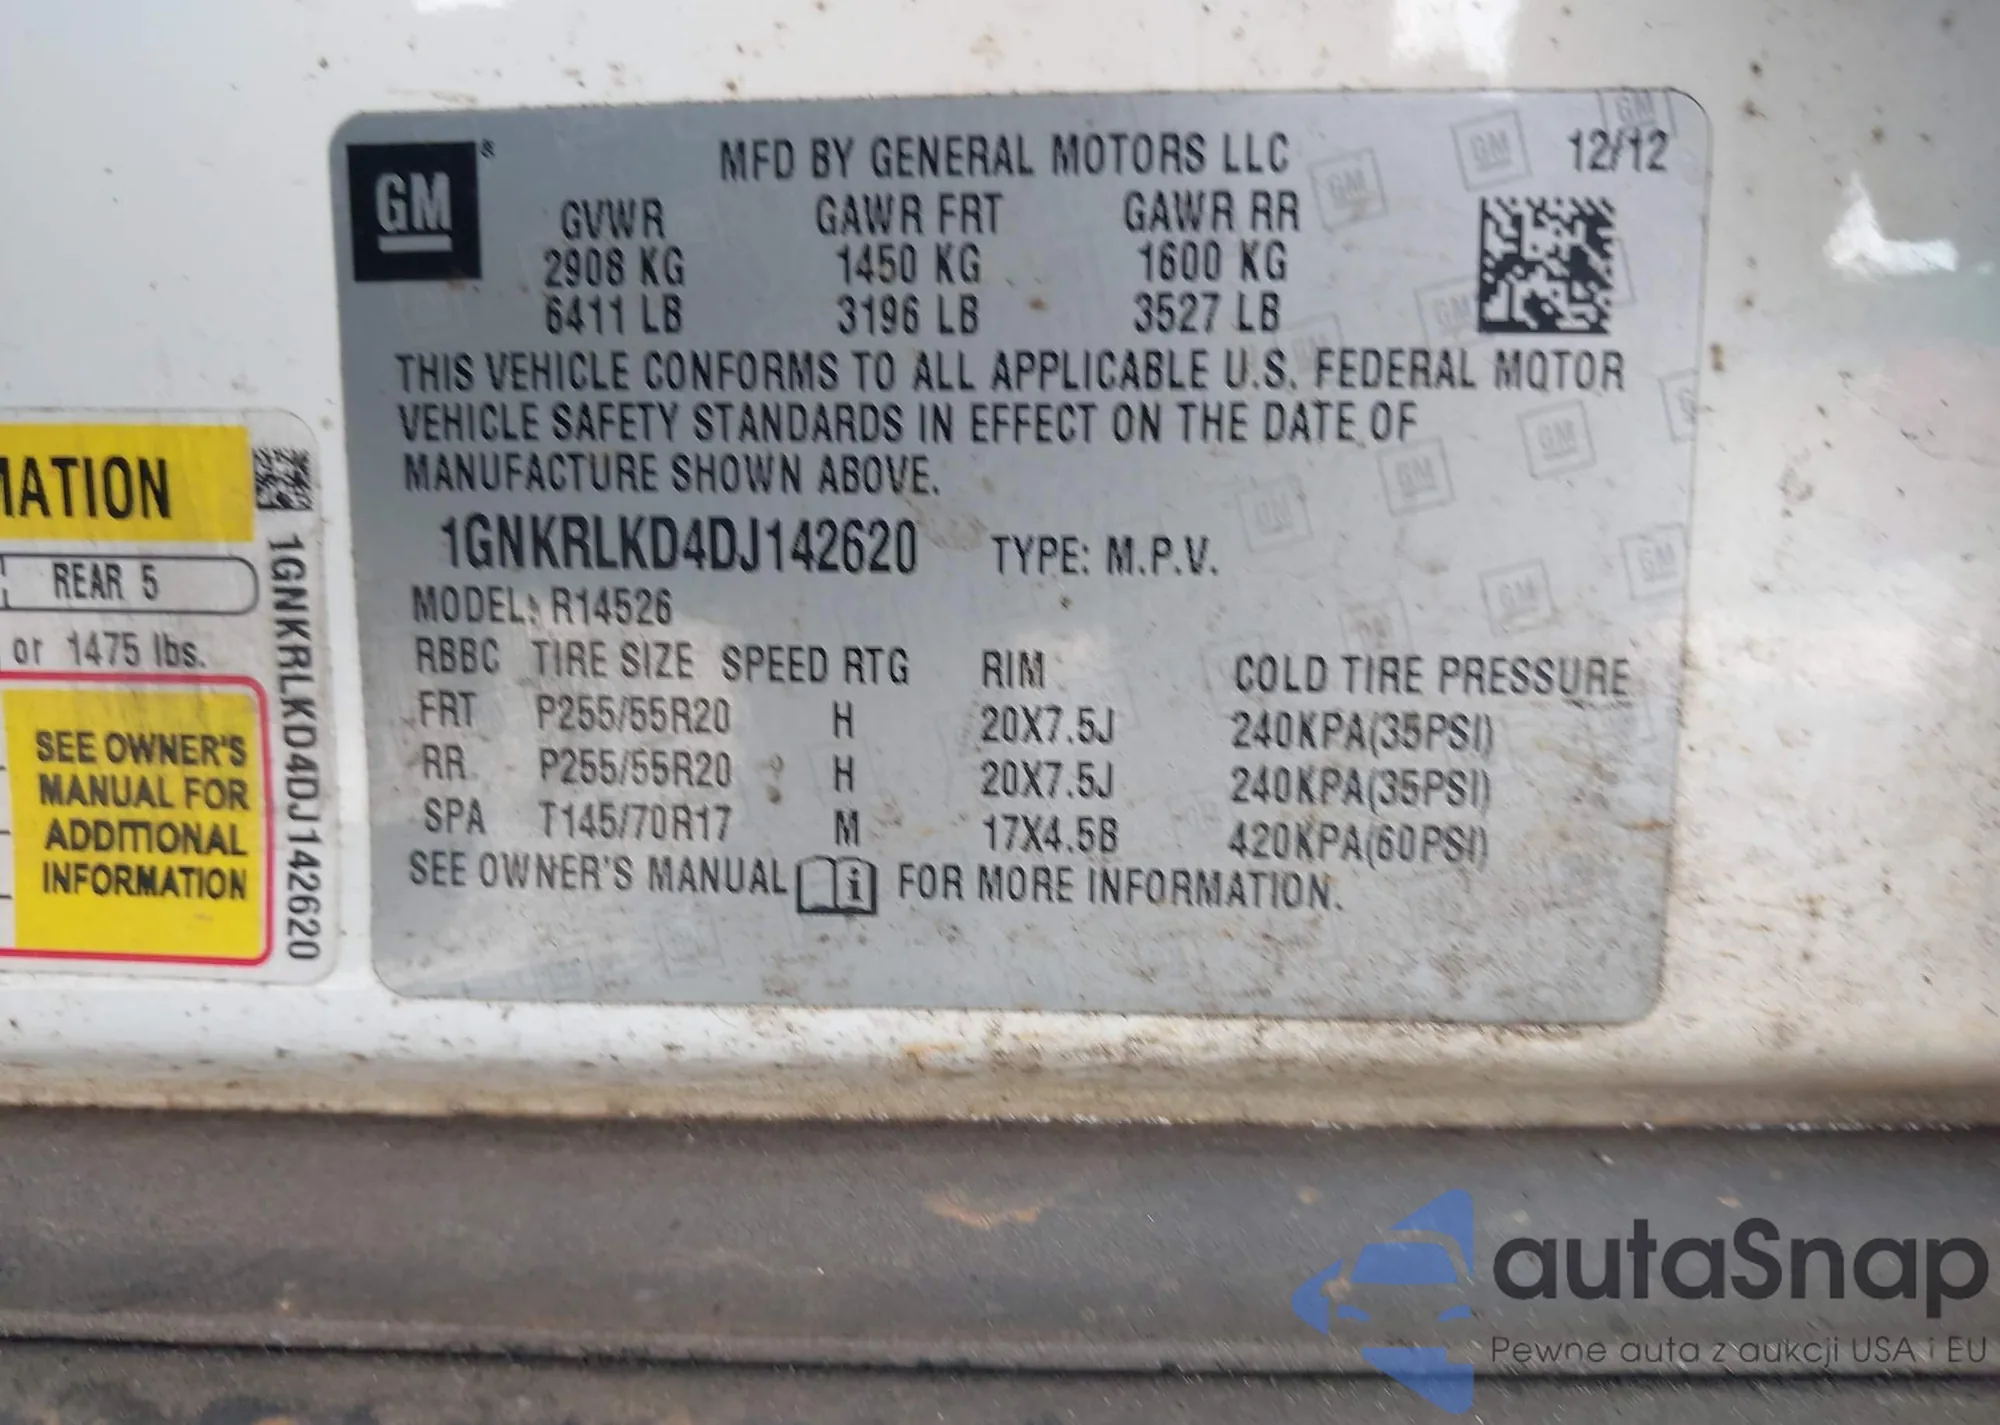 GM®
MFD BY GENERAL MOTORS LLC 12/12
GVWR GAWR FRT GAWR RR
2908 KG 1450 KG 1600 KG
6411 LB 3196 LB 3527 LB
THIS VEHICLE CONFORMS TO ALL APPLICABLE U.S. FEDERAL MOTOR
VEHICLE SAFETY STANDARDS IN EFFECT ON THE DATE OF
MANUFACTURE SHOWN ABOVE.
1GNKRLKD4DJ142620 TYPE: M.P.V.
MODEL: R14526
RBBC TIRE SIZE SPEED RTG RIM COLD TIRE PRESSURE
FRT P255/55R20 H 20X7.5J 240KPA(35PSI)
RR P255/55R20 H 20X7.5J 240KPA(35PSI)
SPA T145/70R17 M 17X4.5B 420KPA(60PSI)
SEE OWNER'S MANUAL i FOR MORE INFORMATION.
MATION
REAR 5
or 1475 lbs.
SEE OWNER'S
MANUAL FOR
ADDITIONAL
INFORMATION
1GNKRLKD4DJ142620
autaSnap
Pewne auta z aukcji USA i EU